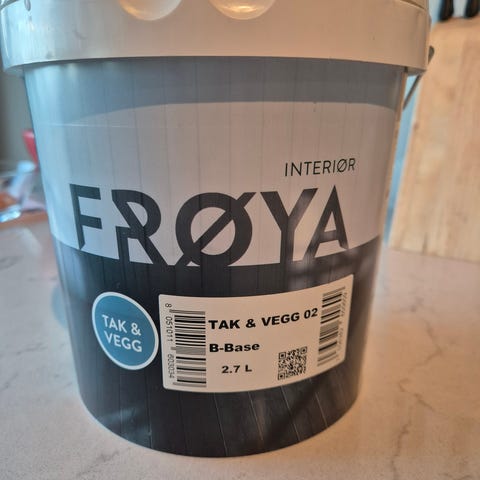 INTERIØR
FRØYA
TAK &
VEGG
TAK & VEGG 02
B-Base
2.7 L